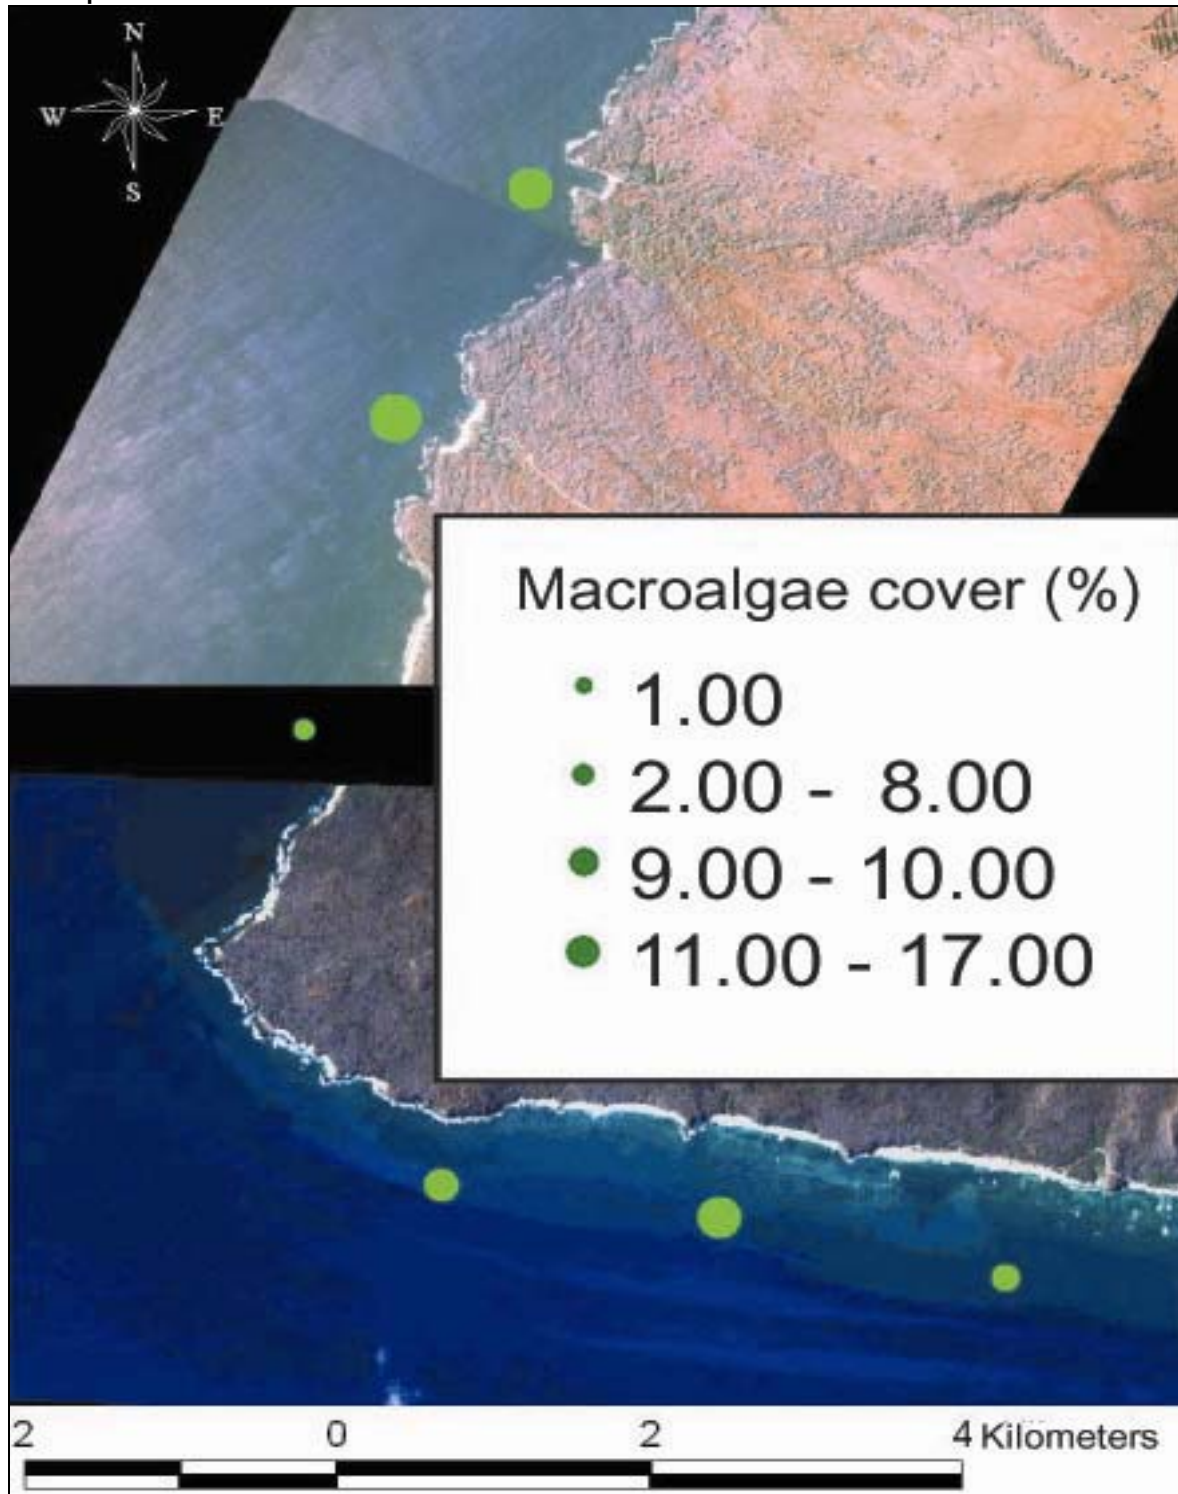 N
W E
S
Macroalgae cover (%)
1.00
2.00 - 8.00
9.00 - 10.00
11.00 - 17.00
2 0 2 4 Kilometers